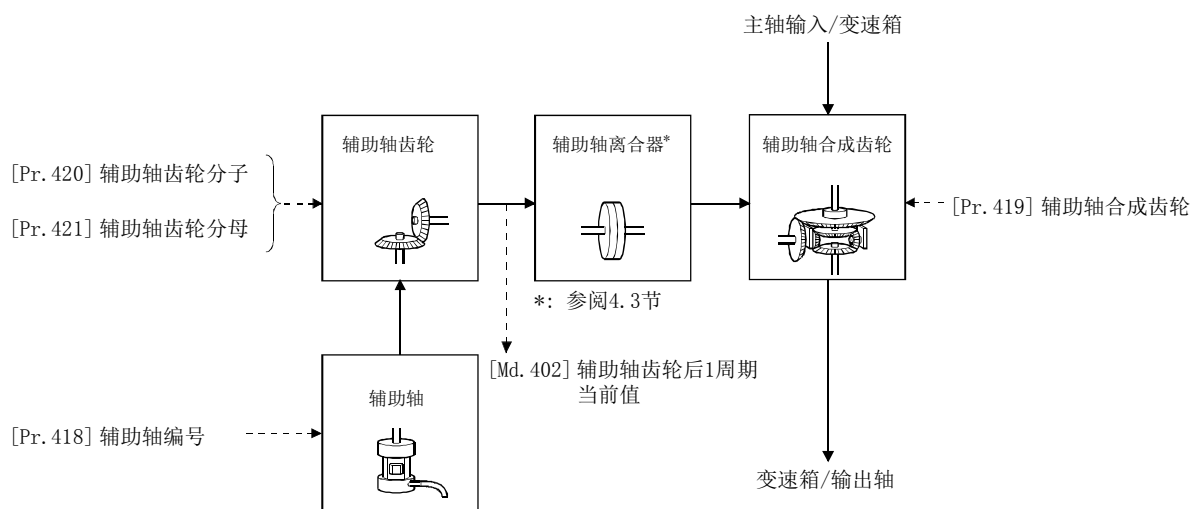 主轴输入/变速箱
辅助轴齿轮
辅助轴离合器*
辅助轴合成齿轮
[Pr.420]辅助轴齿轮分子
[Pr.421]辅助轴齿轮分母
[Pr.419]辅助轴合成齿轮
*: 参阅4.3节
[Md.402]辅助轴齿轮后1周期
当前值
辅助轴
[Pr.418]辅助轴编号
变速箱/输出轴